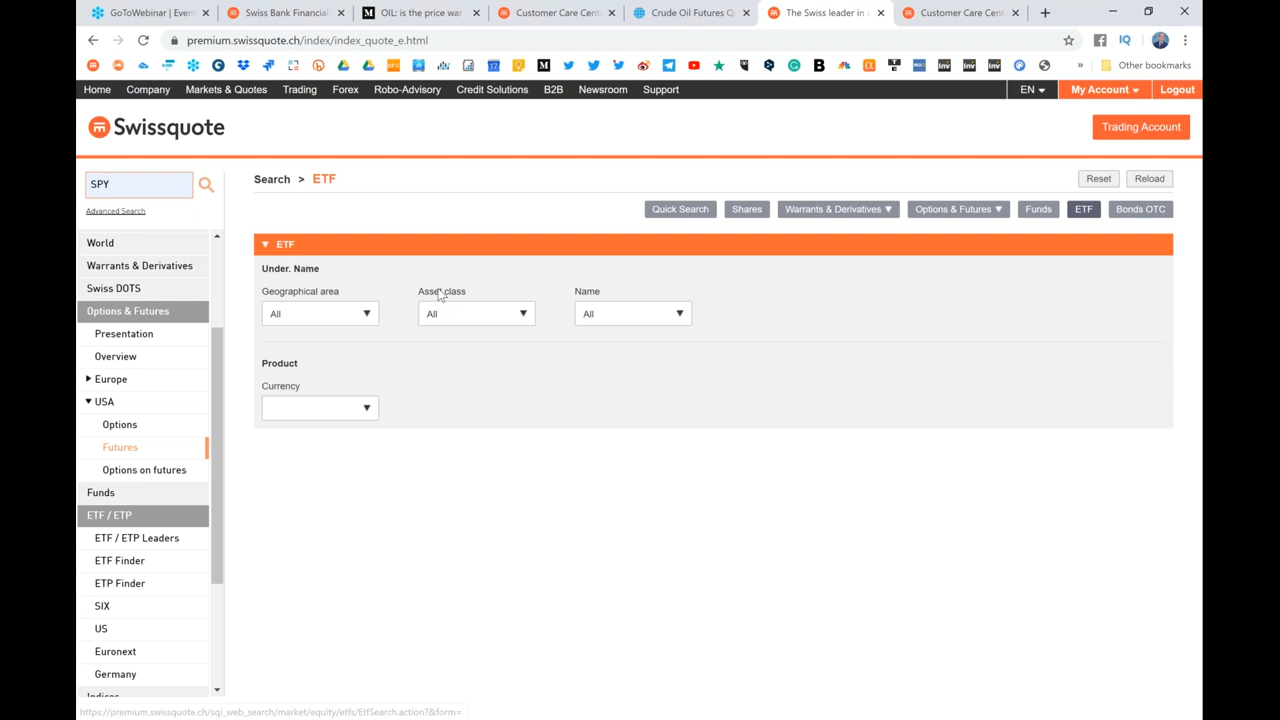 GoToWebinar | Even
Swiss Bank Financial
OIL: is the price war
Customer Care Cent
Crude Oil Futures Q
The Swiss leader in o
Customer Care Cent
premium.swissquote.ch/index/index_quote_e.html
Other bookmarks
Home Company Markets & Quotes Trading Forex Robo-Advisory Credit Solutions B2B Newsroom Support EN My Account Logout
Swissquote
Trading Account
SPY
Advanced Search
World
Warrants & Derivatives
Swiss DOTS
Options & Futures
Presentation
Overview
Europe
USA
Options
Futures
Options on futures
Funds
ETF / ETP
ETF / ETP Leaders
ETF Finder
ETP Finder
SIX
US
Euronext
Germany
Indices
Search > ETF
Reset Reload
Quick Search Shares Warrants & Derivatives Options & Futures Funds ETF Bonds OTC
ETF
Under. Name
Geographical area Asset class Name
All All All
Product
Currency
https://premium.swissquote.ch/sqi_web_search/market/equity/etfs/EtfSearch.action?&form=